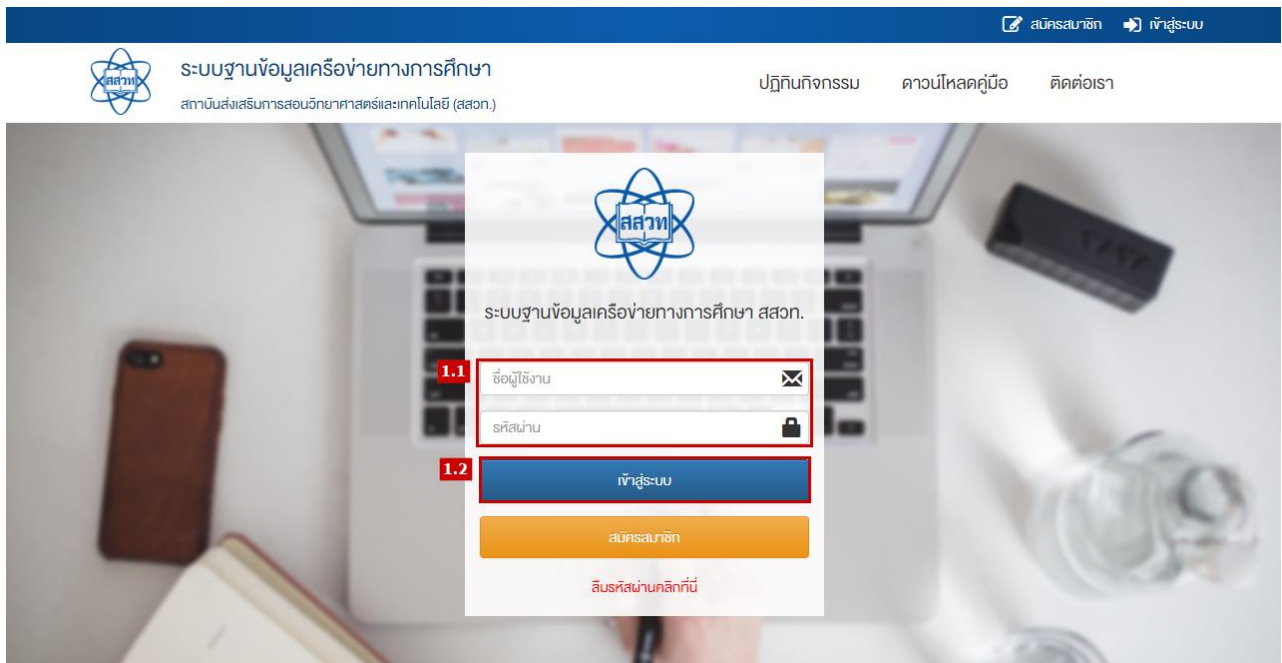 สมัครสมาชิก เข้าสู่ระบบ
สสวท
ระบบฐานข้อมูลเครือข่ายทางการศึกษา
สถาบันส่งเสริมการสอนวิทยาศาสตร์และเทคโนโลยี (สสวท.)
ปฏิทินกิจกรรม ดาวน์โหลดคู่มือ ติดต่อเรา
สสวท
ระบบฐานข้อมูลเครือข่ายทางการศึกษา สสวท.
1.1
ชื่อผู้ใช้งาน
รหัสผ่าน
1.2
เข้าสู่ระบบ
สมัครสมาชิก
ลืมรหัสผ่านคลิกที่นี่